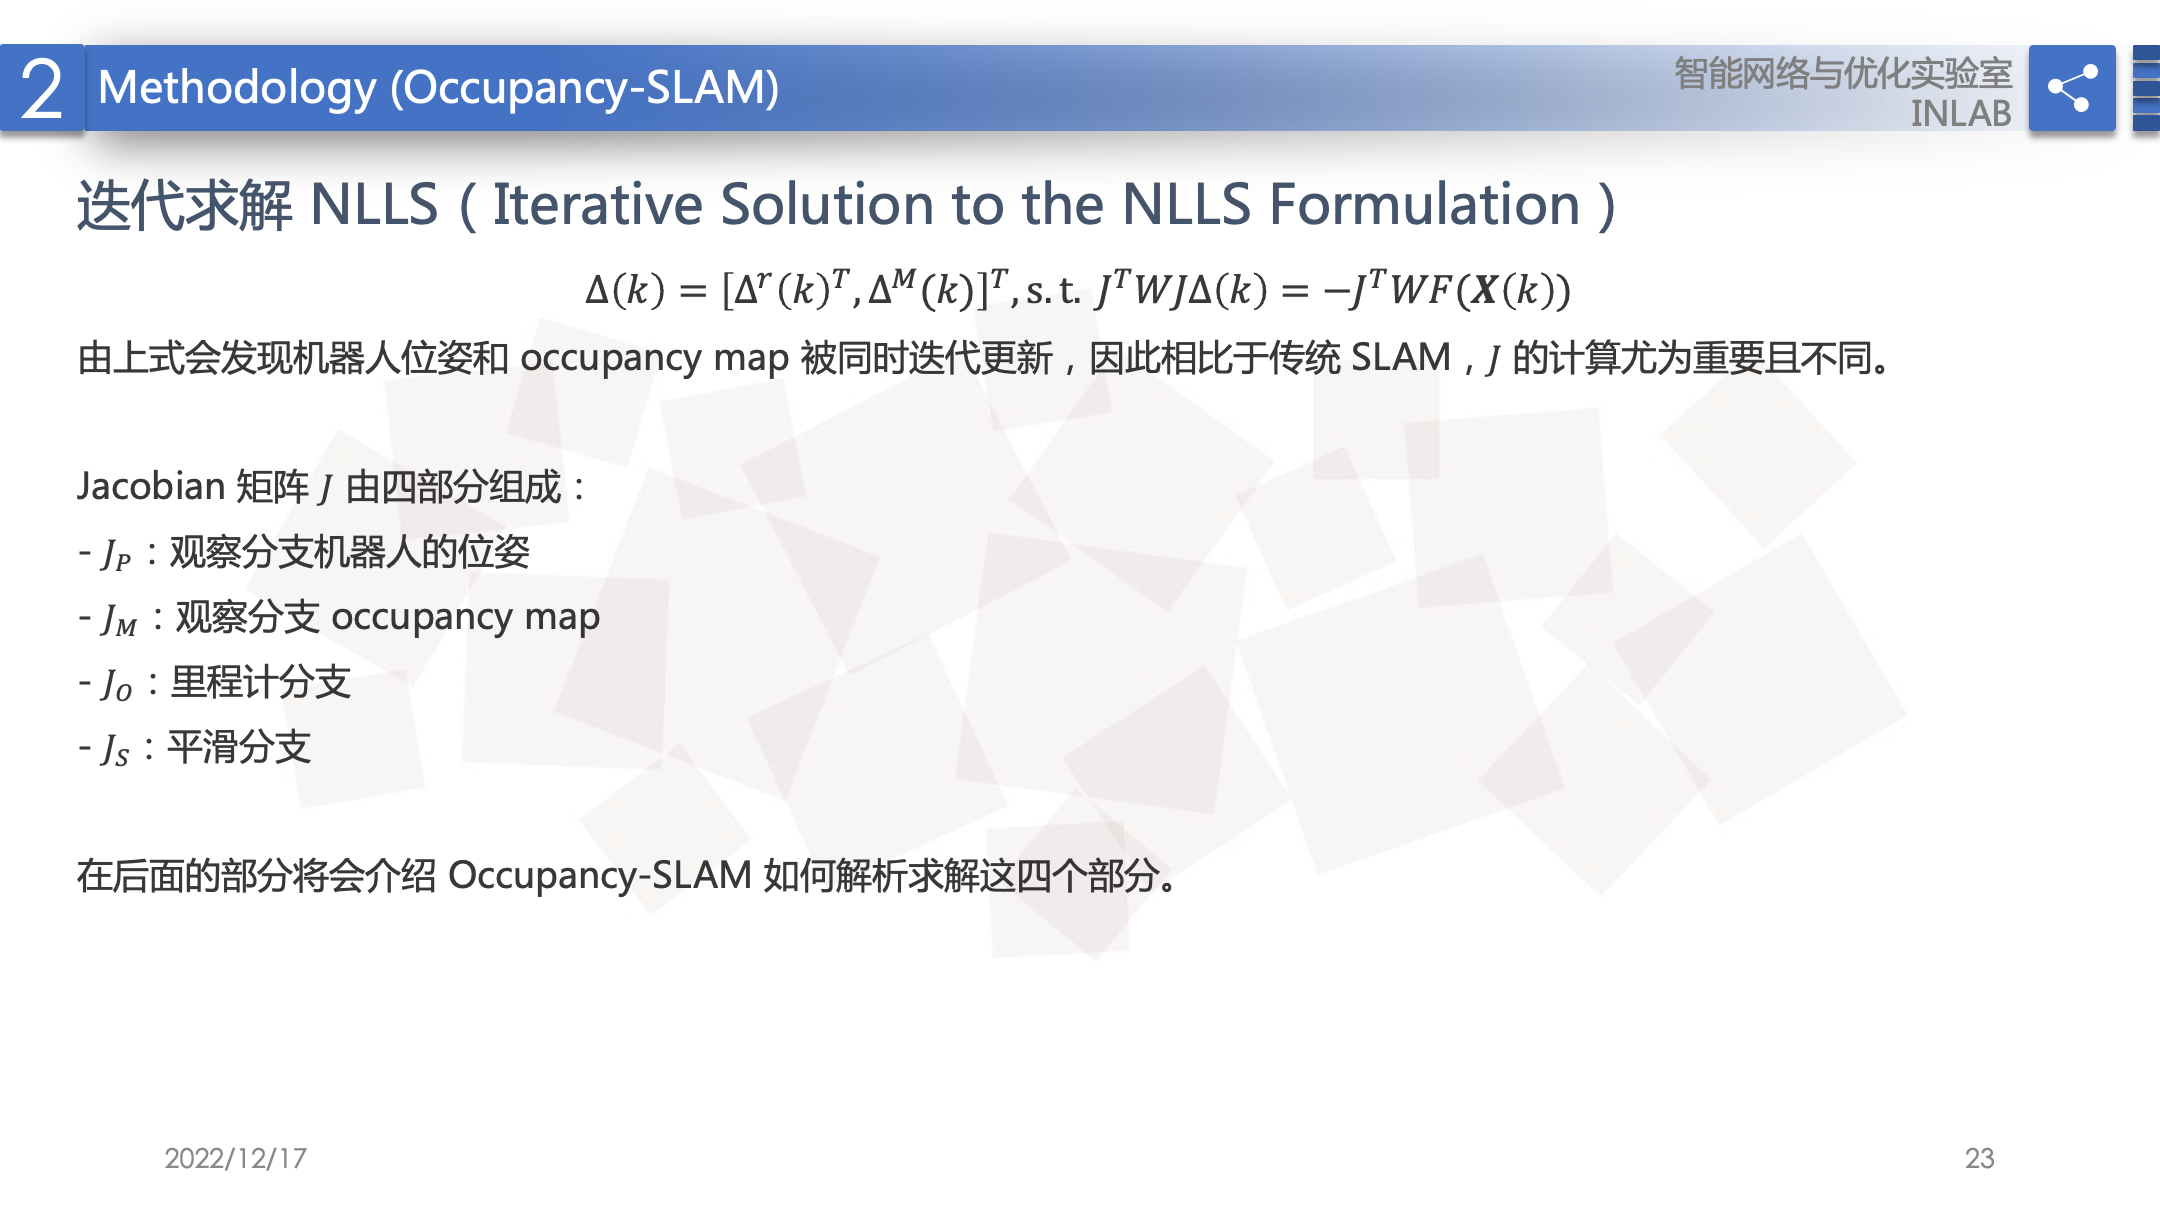 2 Methodology (Occupancy-SLAM)
智能网络与优化实验室
INLAB
迭代求解 NLLS（Iterative Solution to the NLLS Formulation）
Δ(k) = [Δ^r(k)^T, Δ^M(k)]^T, s.t. J^T W J Δ(k) = −J^T W F(X(k))
由上式会发现机器人位姿和 occupancy map 被同时迭代更新，因此相比于传统 SLAM，J 的计算尤为重要且不同。
Jacobian 矩阵 J 由四部分组成：
- J_P：观察分支机器人的位姿
- J_M：观察分支 occupancy map
- J_O：里程计分支
- J_S：平滑分支
在后面的部分将会介绍 Occupancy-SLAM 如何解析求解这四个部分。
2022/12/17
23